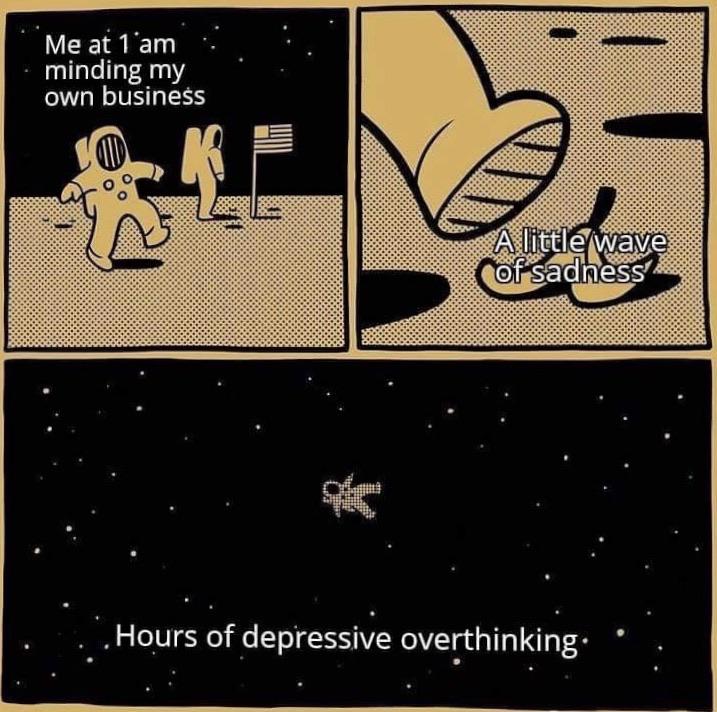 Me at 1 am
minding my
own business
A little wave
of sadness
Hours of depressive overthinking